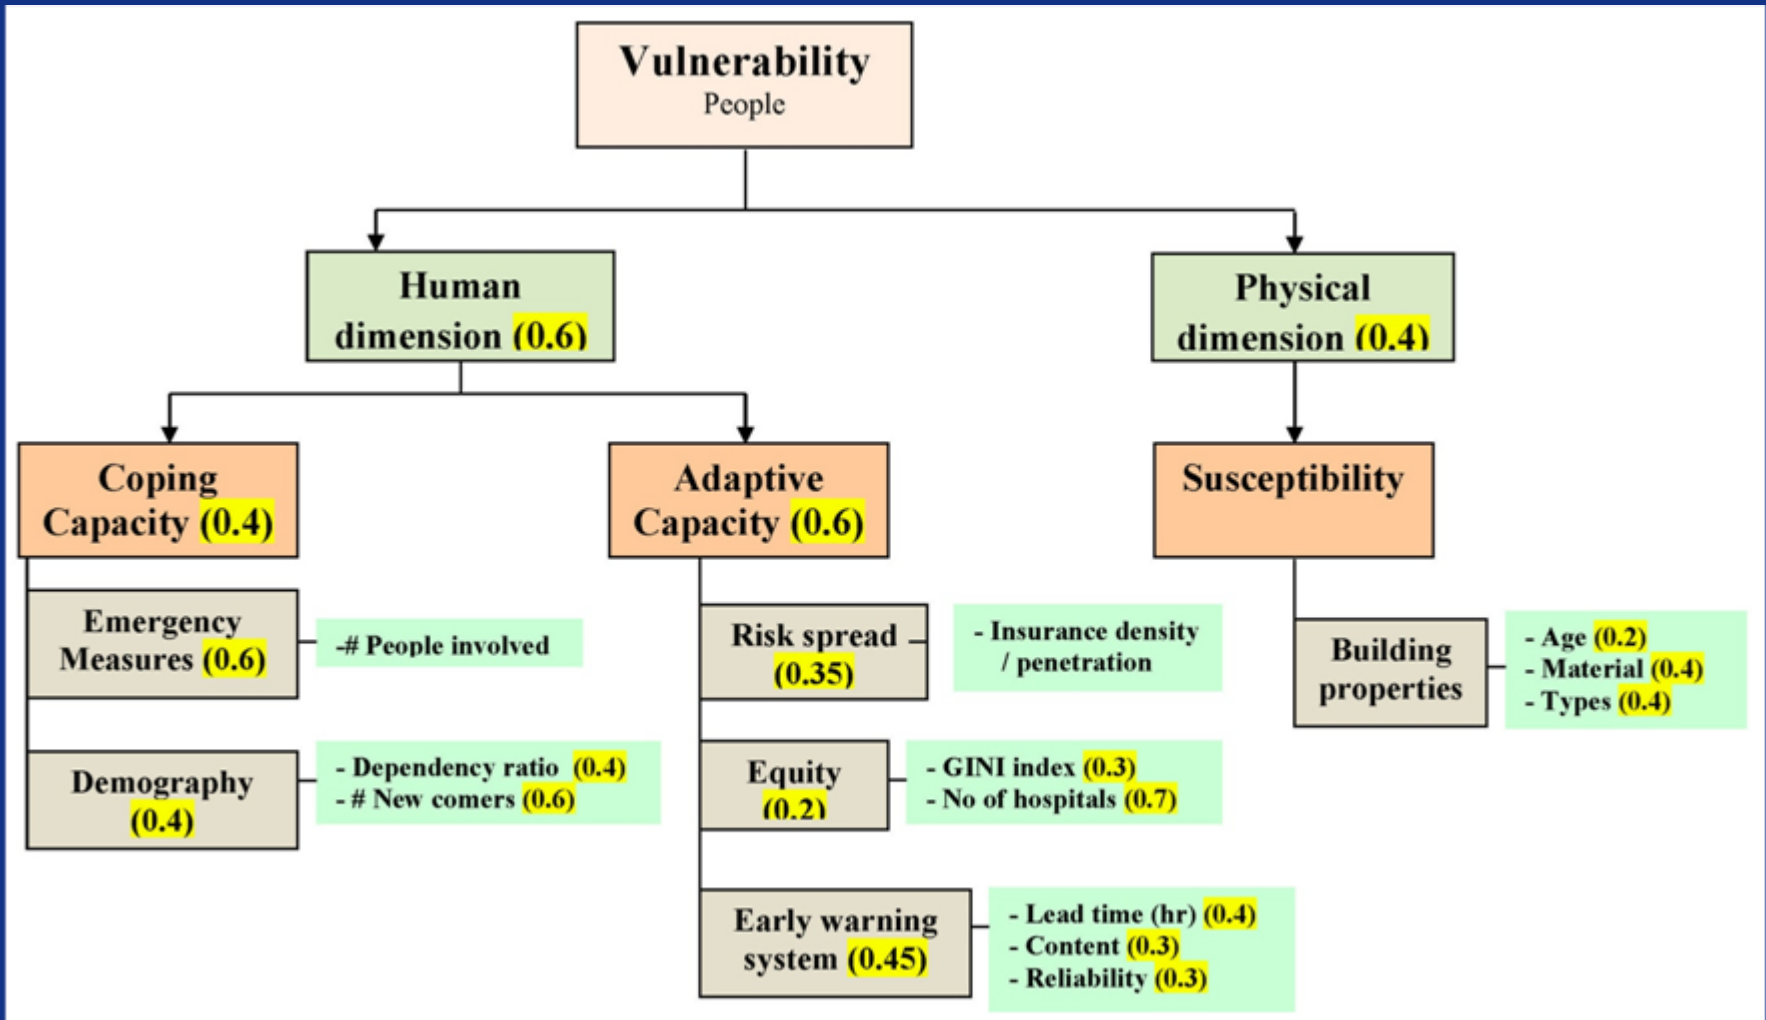 Vulnerability
People
Human
dimension (0.6)
Physical
dimension (0.4)
Coping
Capacity (0.4)
Adaptive
Capacity (0.6)
Susceptibility
Emergency
Measures (0.6)
-# People involved
Demography
(0.4)
- Dependency ratio (0.4)
- # New comers (0.6)
Risk spread
(0.35)
- Insurance density
/ penetration
Equity
(0.2)
- GINI index (0.3)
- No of hospitals (0.7)
Early warning
system (0.45)
- Lead time (hr) (0.4)
- Content (0.3)
- Reliability (0.3)
Building
properties
- Age (0.2)
- Material (0.4)
- Types (0.4)